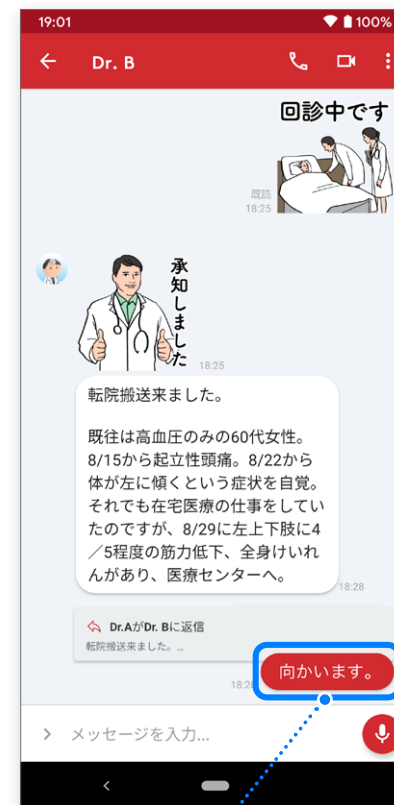 19:01
100%
Dr. B
回診中です
既読
18:25
承知しました
18:25
転院搬送来ました。
既往は高血圧のみの60代女性。
8/15から起立性頭痛。8/22から
体が左に傾くという症状を自覚。
それでも在宅医療の仕事をしてい
たのですが、8/29に左上下肢に4
／5程度の筋力低下、全身けいれ
んがあり、医療センターへ。
18:28
Dr.AがDr. Bに返信
転院搬送来ました。…
向かいます。
18:28
メッセージを入力...